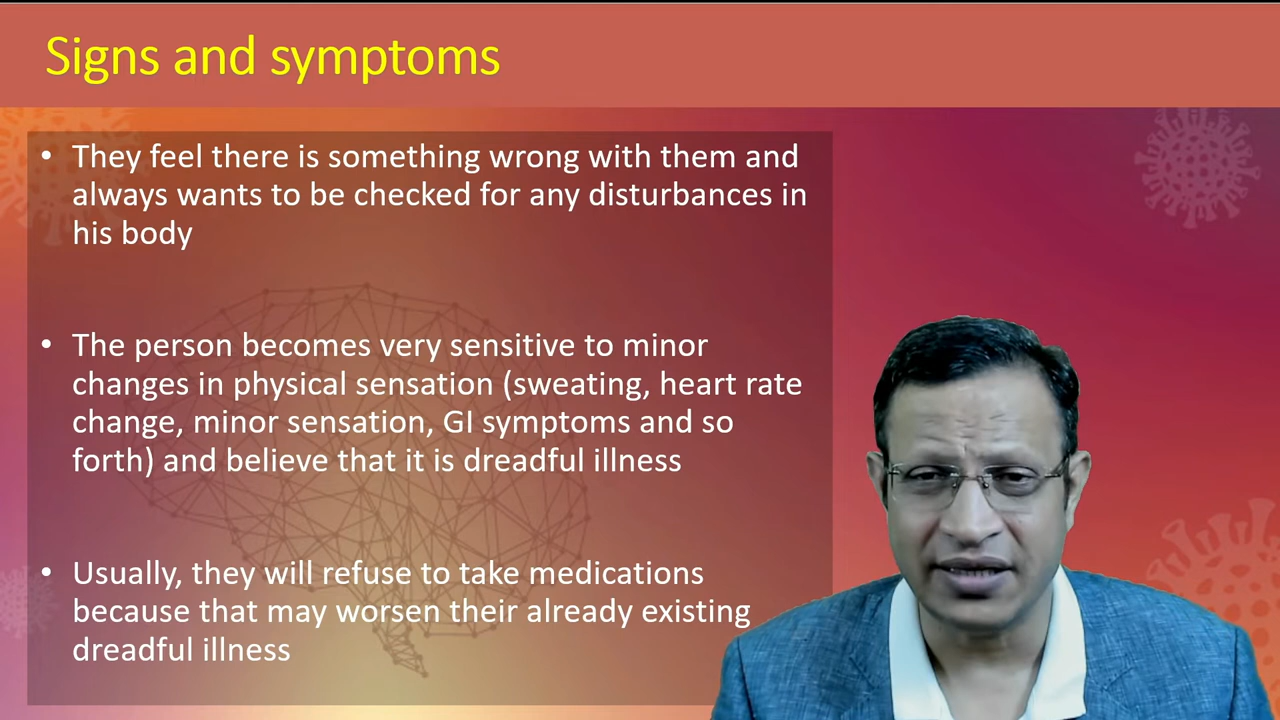 Signs and symptoms
• They feel there is something wrong with them and
always wants to be checked for any disturbances in
his body
• The person becomes very sensitive to minor
changes in physical sensation (sweating, heart rate
change, minor sensation, GI symptoms and so
forth) and believe that it is dreadful illness
• Usually, they will refuse to take medications
because that may worsen their already existing
dreadful illness